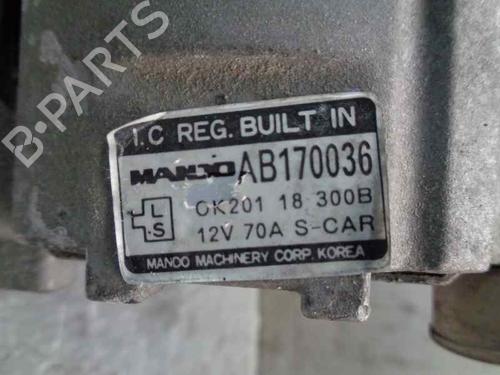 B-PARTS
I.C REG. BUILT IN
MANDO AB170036
L S
OK201 18 300B
12V 70A S-CAR
MANDO MACHINERY CORP. KOREA